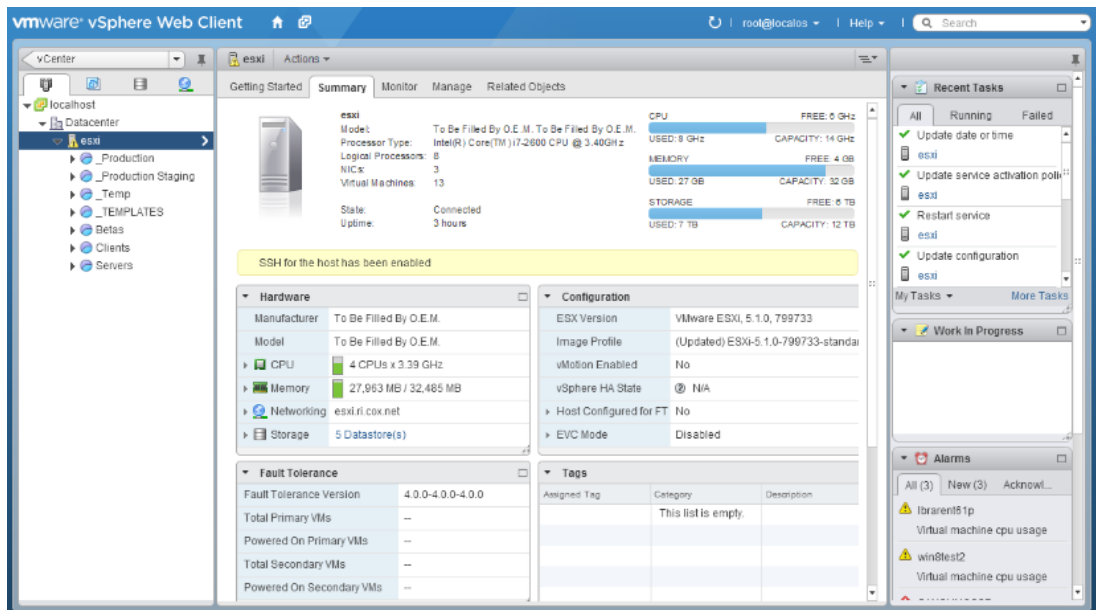 vmware® vSphere Web Client
root@localos
Help
Search
vCenter
localhost
Datacenter
esxi
_Production
_Production Staging
_Temp
_TEMPLATES
Betas
Clients
Servers
esxi Actions
Getting Started Summary Monitor Manage Related Objects
esxi
Model: To Be Filled By O.E.M. To Be Filled By O.E.M.
Processor Type: Intel(R) Core(TM) i7-2600 CPU @ 3.40GHz
Logical Processors: 8
NICs: 3
Virtual Machines: 13
State: Connected
Uptime: 3 hours
CPU FREE: 6 GHz
USED: 8 GHz CAPACITY: 14 GHz
MEMORY FREE: 4 GB
USED: 27 GB CAPACITY: 32 GB
STORAGE FREE: 6 TB
USED: 7 TB CAPACITY: 12 TB
SSH for the host has been enabled
Hardware
Manufacturer To Be Filled By O.E.M.
Model To Be Filled By O.E.M.
CPU 4 CPUs x 3.39 GHz
Memory 27,963 MB / 32,485 MB
Networking esxi.ri.cox.net
Storage 5 Datastore(s)
Configuration
ESX Version VMware ESXi, 5.1.0, 799733
Image Profile (Updated) ESXi-5.1.0-799733-standar
vMotion Enabled No
vSphere HA State N/A
Host Configured for FT No
EVC Mode Disabled
Fault Tolerance
Fault Tolerance Version 4.0.0-4.0.0-4.0.0
Total Primary VMs --
Powered On Primary VMs --
Total Secondary VMs --
Powered On Secondary VMs --
Tags
Assigned Tag Category Description
This list is empty.
Recent Tasks
All Running Failed
Update date or time
esxi
Update service activation polic
esxi
Restart service
esxi
Update configuration
esxi
My Tasks More Tasks
Work In Progress
Alarms
All (3) New (3) Acknowl...
Virtual machine cpu usage
win8test2
Virtual machine cpu usage